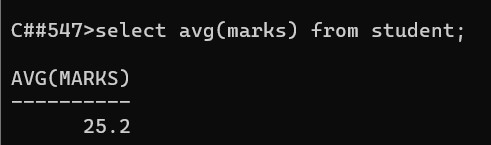 C##547>select avg(marks) from student;
AVG(MARKS)
----------
25.2